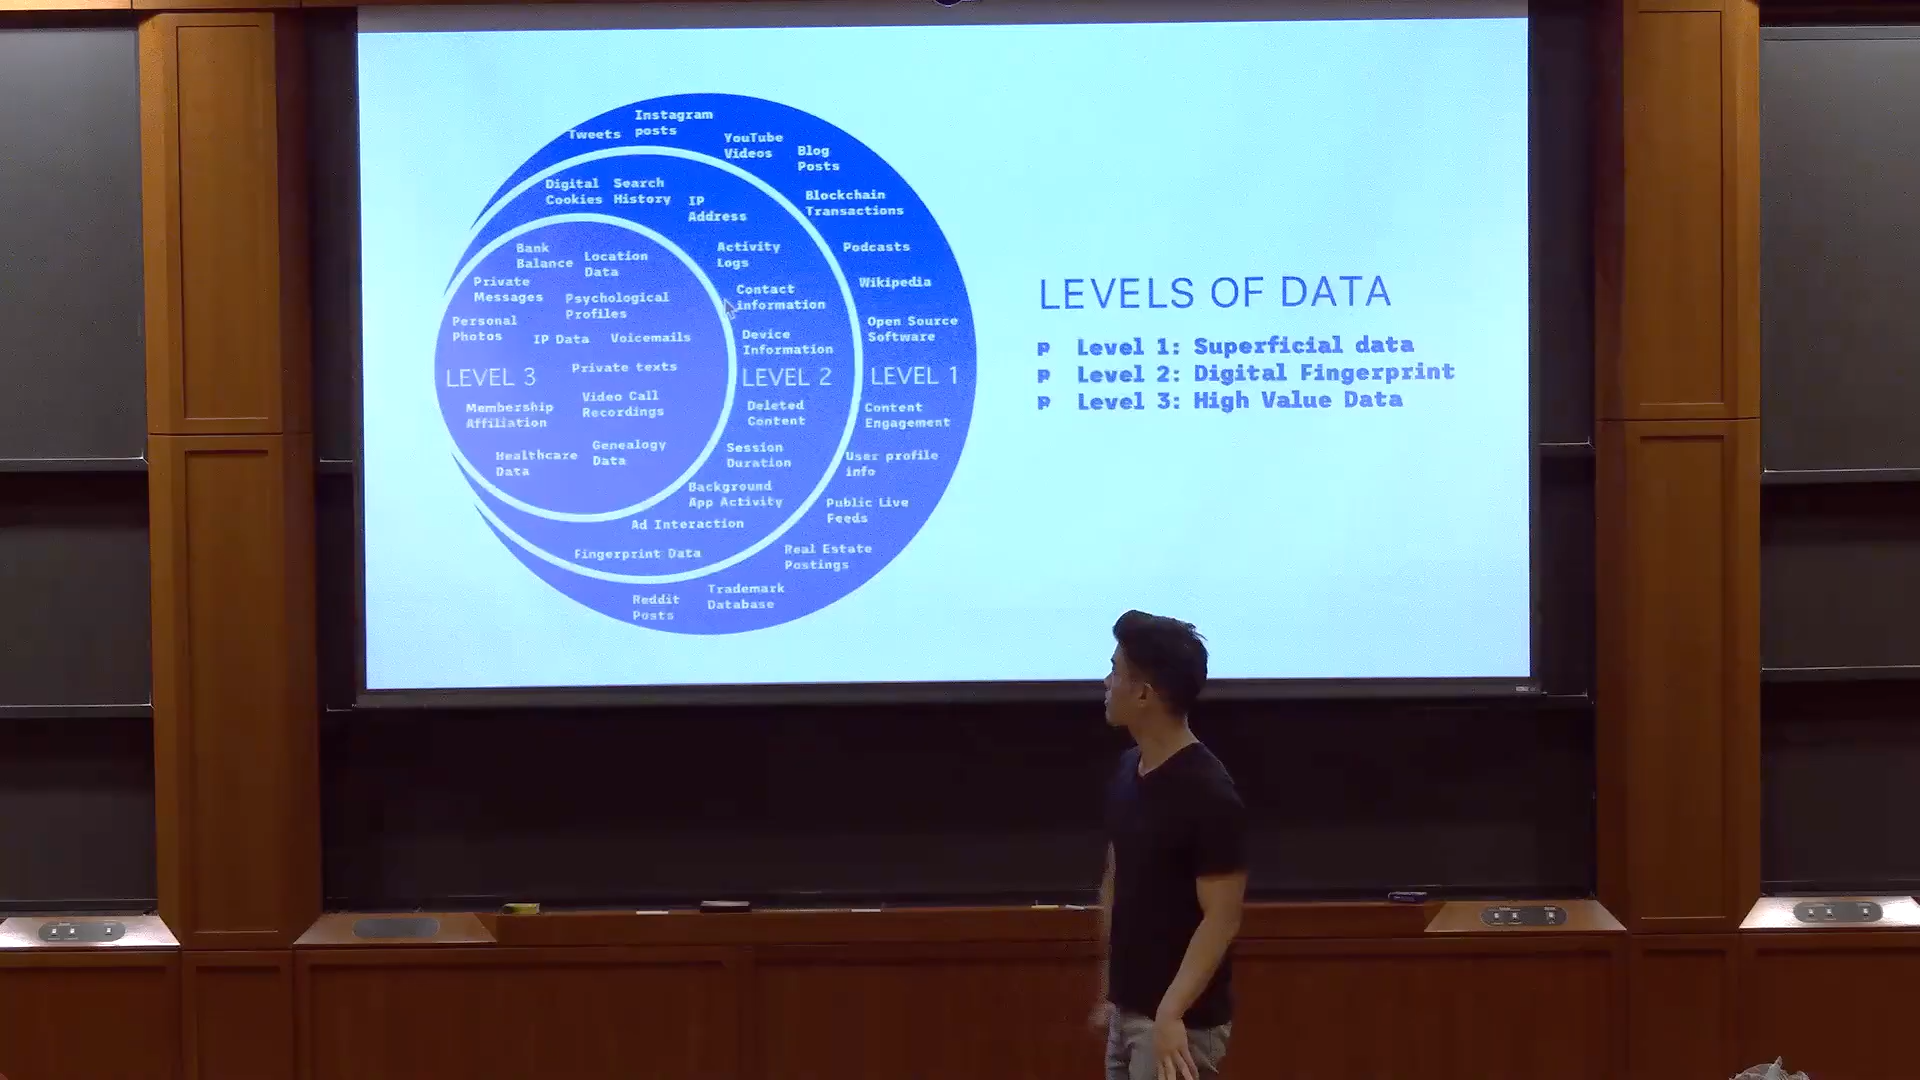 Instagram
posts
Tweets
YouTube
Videos
Blog
Posts
Blockchain
Transactions
Podcasts
Wikipedia
Open Source
Software
LEVEL 1
Content
Engagement
User profile
info
Public Live
Feeds
Real Estate
Postings
Trademark
Database
Reddit
Posts
Digital
Cookies
Search
History
IP
Address
Activity
Logs
Contact
information
Device
Information
LEVEL 2
Deleted
Content
Session
Duration
Background
App Activity
Ad Interaction
Fingerprint Data
Bank
Balance
Location
Data
Private
Messages
Psychological
Profiles
Personal
Photos
IP Data
Voicemails
Private texts
LEVEL 3
Video Call
Recordings
Membership
Affiliation
Genealogy
Data
Healthcare
Data
LEVELS OF DATA
Level 1: Superficial data
Level 2: Digital Fingerprint
Level 3: High Value Data